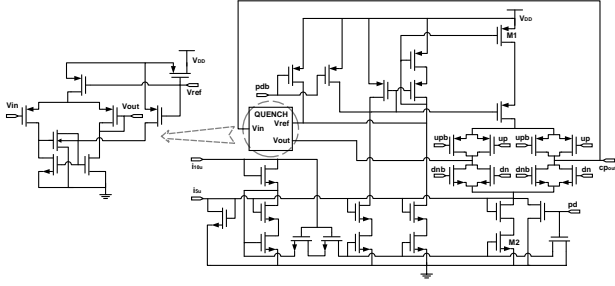 VDD
VDD
M1
Vin
Vout
Vref
pdb
QUENCH
Vref
Vin
Vout
upb
up
upb
up
dnb
dn
dnb
dn
cpout
i10u
i5u
pd
M2